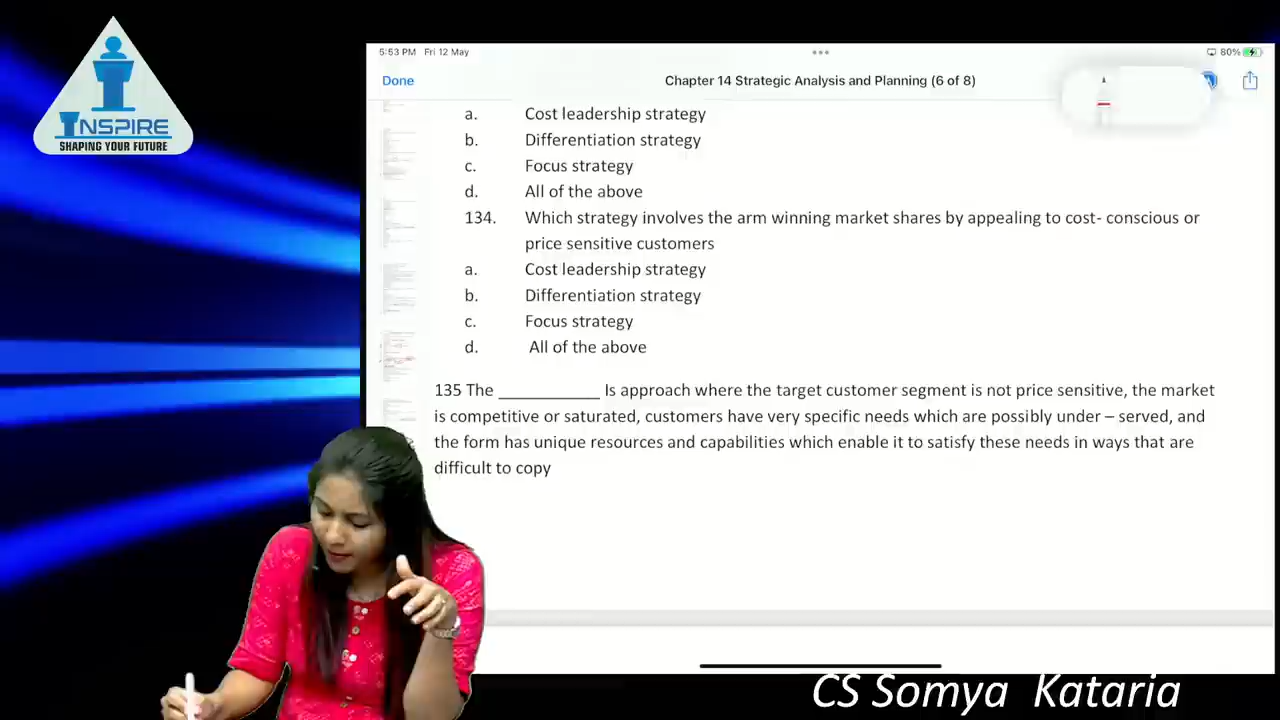 INSPIRE
SHAPING YOUR FUTURE
5:53 PM Fri 12 May
80%
Done
Chapter 14 Strategic Analysis and Planning (6 of 8)
a. Cost leadership strategy
b. Differentiation strategy
c. Focus strategy
d. All of the above
134. Which strategy involves the arm winning market shares by appealing to cost- conscious or
price sensitive customers
a. Cost leadership strategy
b. Differentiation strategy
c. Focus strategy
d. All of the above
135 The ___________ Is approach where the target customer segment is not price sensitive, the market
is competitive or saturated, customers have very specific needs which are possibly under – served, and
the form has unique resources and capabilities which enable it to satisfy these needs in ways that are
difficult to copy
CS Somya Kataria